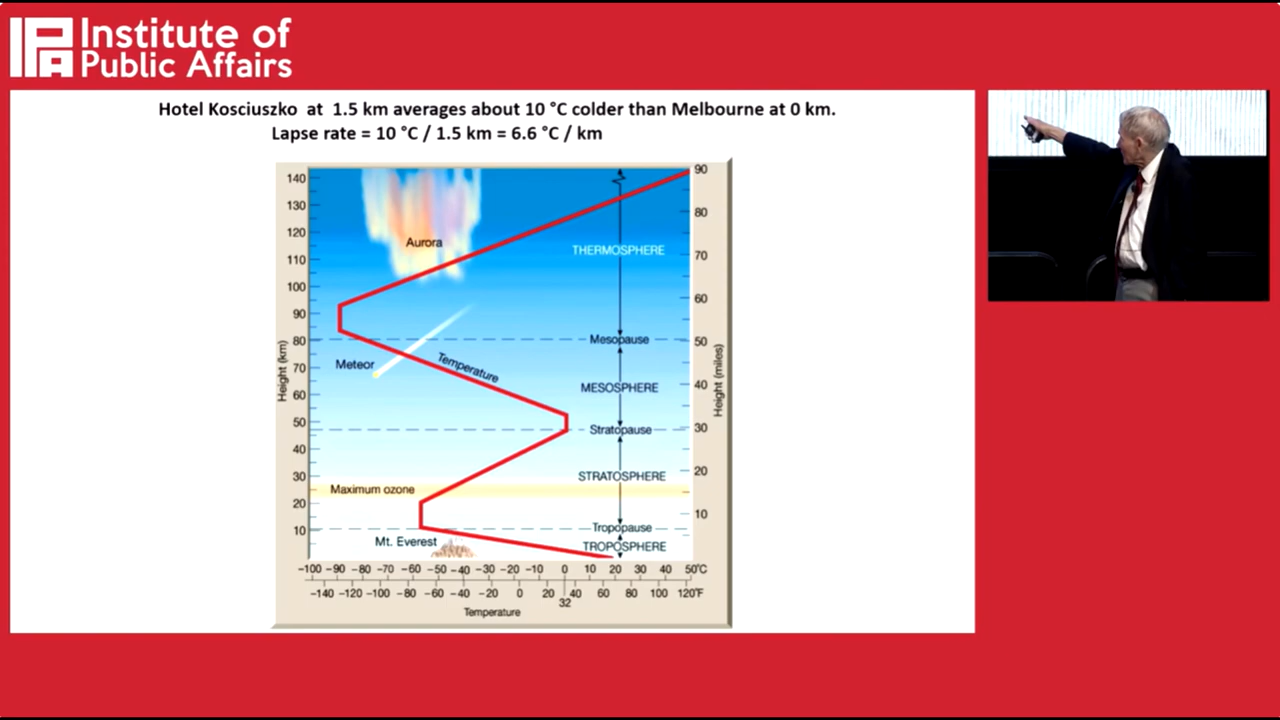 Institute of
Public Affairs
IPA
Hotel Kosciuszko at 1.5 km averages about 10 °C colder than Melbourne at 0 km.
Lapse rate = 10 °C / 1.5 km = 6.6 °C / km
140
130
120
110
100
90
80
70
60
50
40
30
20
10
Height (km)
Aurora
THERMOSPHERE
Mesopause
Meteor
Temperature
MESOSPHERE
Stratopause
STRATOSPHERE
Maximum ozone
Tropopause
Mt. Everest
TROPOSPHERE
90
80
70
60
50
40
30
20
10
Height (miles)
–100 –90 –80 –70 –60 –50 –40 –30 –20 –10 0 10 20 30 40 50°C
–140 –120 –100 –80 –60 –40 –20 0 20 40 60 80 100 120°F
32
Temperature